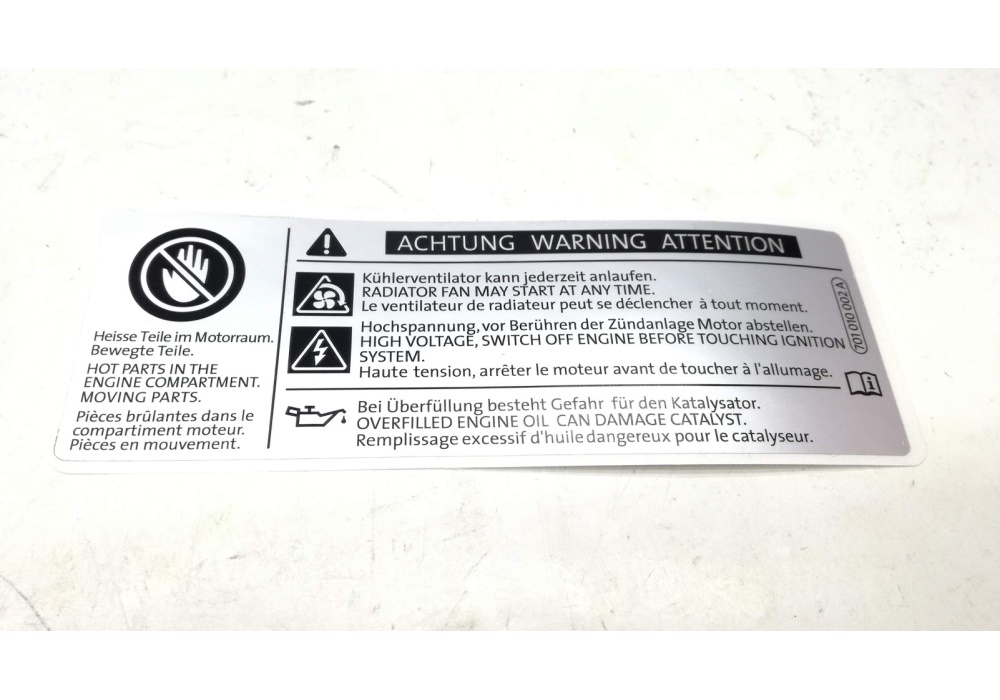 Heisse Teile im Motorraum.
Bewegte Teile.
HOT PARTS IN THE
ENGINE COMPARTMENT.
MOVING PARTS.
Pièces brûlantes dans le
compartiment moteur.
Pièces en mouvement.
ACHTUNG WARNING ATTENTION
Kühlerventilator kann jederzeit anlaufen.
RADIATOR FAN MAY START AT ANY TIME.
Le ventilateur de radiateur peut se déclencher à tout moment.
Hochspannung, vor Berühren der Zündanlage Motor abstellen.
HIGH VOLTAGE, SWITCH OFF ENGINE BEFORE TOUCHING IGNITION
SYSTEM.
Haute tension, arrêter le moteur avant de toucher à l'allumage.
Bei Überfüllung besteht Gefahr für den Katalysator.
OVERFILLED ENGINE OIL CAN DAMAGE CATALYST.
Remplissage excessif d'huile dangereux pour le catalyseur.
701 010 002 A